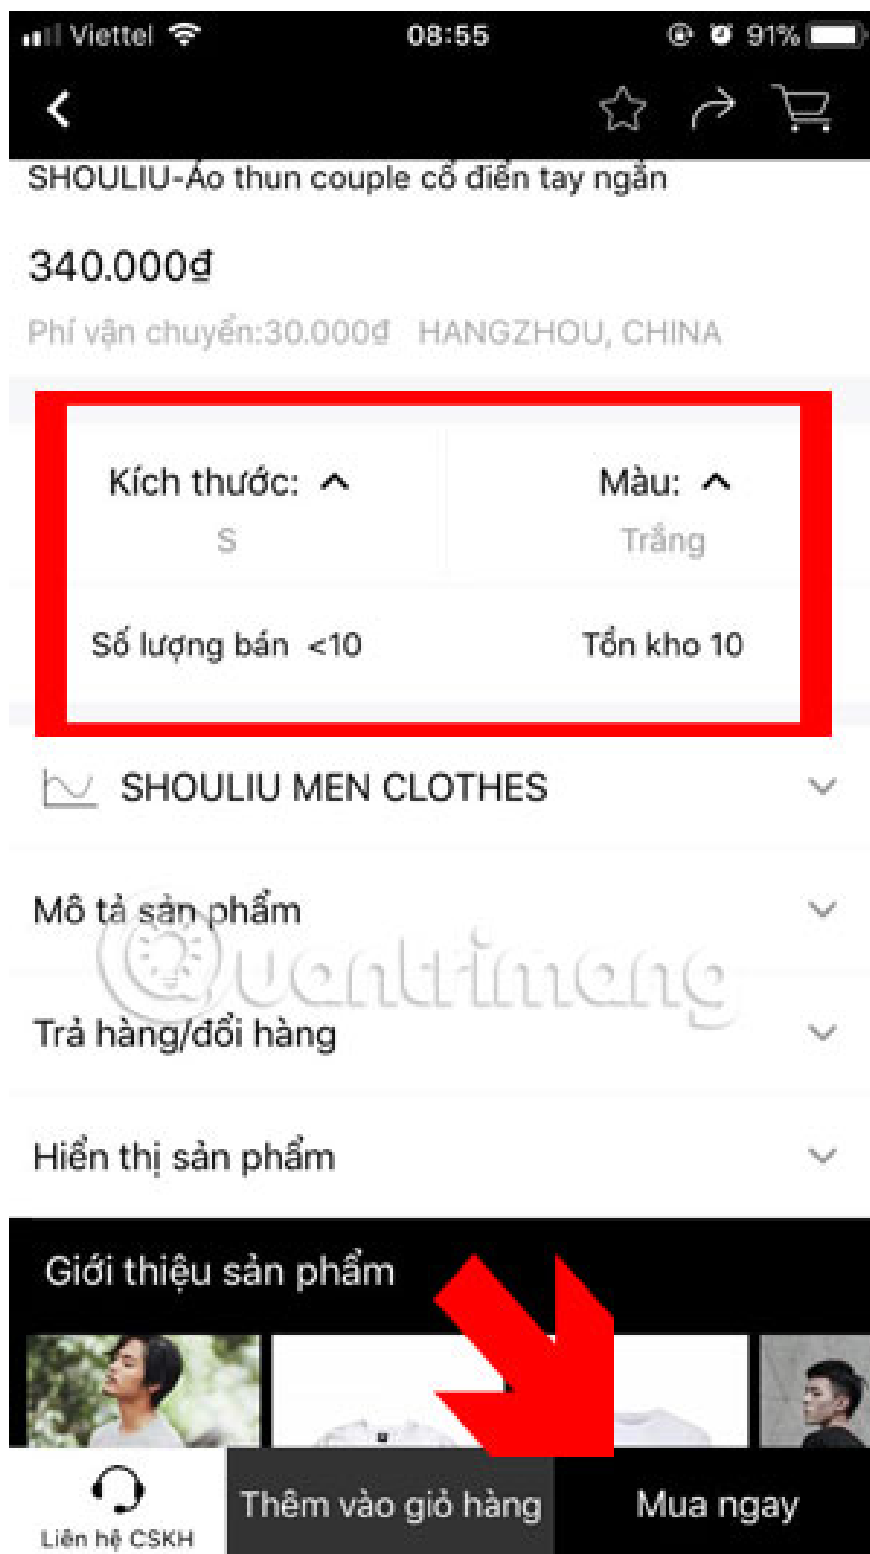 Viettel 08:55 91%
SHOULIU-Áo thun couple cổ điển tay ngắn
340.000₫
Phí vận chuyển:30.000₫ HANGZHOU, CHINA
Kích thước: Màu:
S Trắng
Số lượng bán <10 Tồn kho 10
SHOULIU MEN CLOTHES
Mô tả sản phẩm
Quantrimang
Trả hàng/đổi hàng
Hiển thị sản phẩm
Giới thiệu sản phẩm
Thêm vào giỏ hàng Mua ngay
Liên hệ CSKH